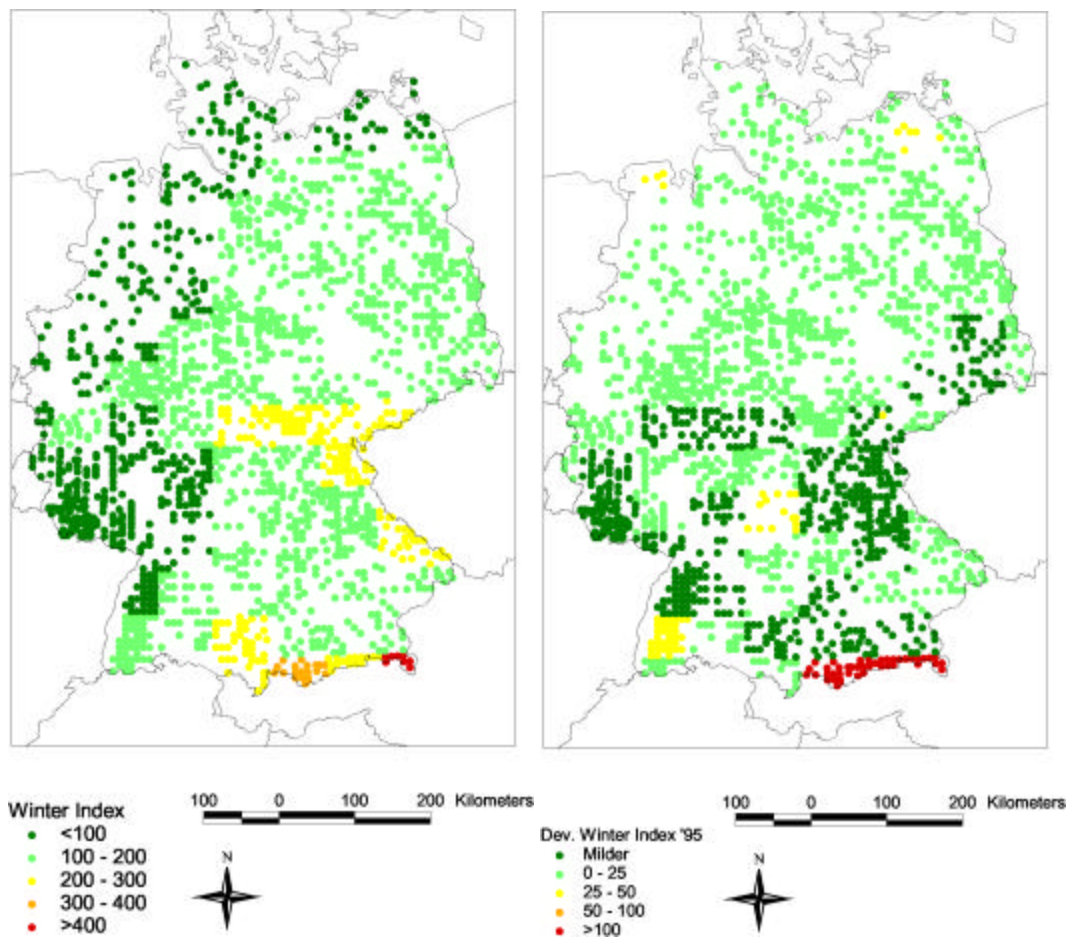 100 0 100 200 Kilometers
Winter Index
<100
100 - 200
200 - 300
300 - 400
>400
N
100 0 100 200 Kilometers
Dev. Winter Index '95
Milder
0 - 25
25 - 50
50 - 100
>100
N